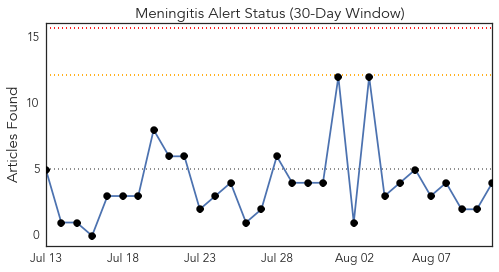 Meningitis Alert Status (30-Day Window)
Articles Found
15
10
5
0
Jul 13 Jul 18 Jul 23 Jul 28 Aug 02 Aug 07